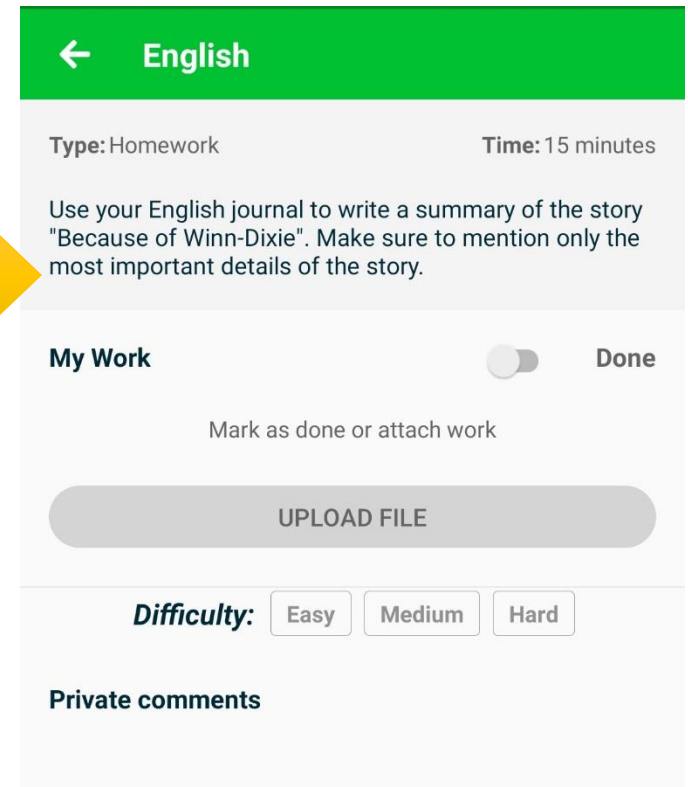 English
Type: Homework Time: 15 minutes
Use your English journal to write a summary of the story
"Because of Winn-Dixie". Make sure to mention only the
most important details of the story.
My Work Done
Mark as done or attach work
UPLOAD FILE
Difficulty: Easy Medium Hard
Private comments